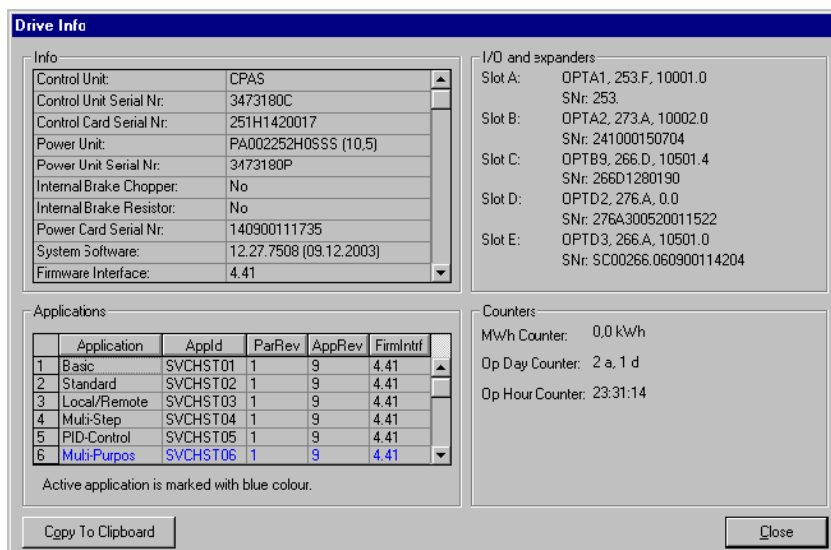 Drive Info
Info
Control Unit: CPAS
Control Unit Serial Nr: 3473180C
Control Card Serial Nr: 251H1420017
Power Unit: PA002252H0SSS (10,5)
Power Unit Serial Nr: 3473180P
Internal Brake Chopper: No
Internal Brake Resistor: No
Power Card Serial Nr: 140900111735
System Software: 12.27.7508 (09.12.2003)
Firmware Interface: 4.41
I/O and expanders
Slot A: OPTA1, 253.F, 10001.0
SNr: 253.
Slot B: OPTA2, 273.A, 10002.0
SNr: 241000150704
Slot C: OPTB9, 266.D, 10501.4
SNr: 266D1280190
Slot D: OPTD2, 276.A, 0.0
SNr: 276A300520011522
Slot E: OPTD3, 266.A, 10501.0
SNr: SC00266.060900114204
Applications
Application AppId ParRev AppRev FirmIntrf
1 Basic SVCHST01 1 9 4.41
2 Standard SVCHST02 1 9 4.41
3 Local/Remote SVCHST03 1 9 4.41
4 Multi-Step SVCHST04 1 9 4.41
5 PID-Control SVCHST05 1 9 4.41
6 Multi-Purpos SVCHST06 1 9 4.41
Active application is marked with blue colour.
Counters
MWh Counter: 0,0 kWh
Op Day Counter: 2 a, 1 d
Op Hour Counter: 23:31:14
Copy To Clipboard
Close